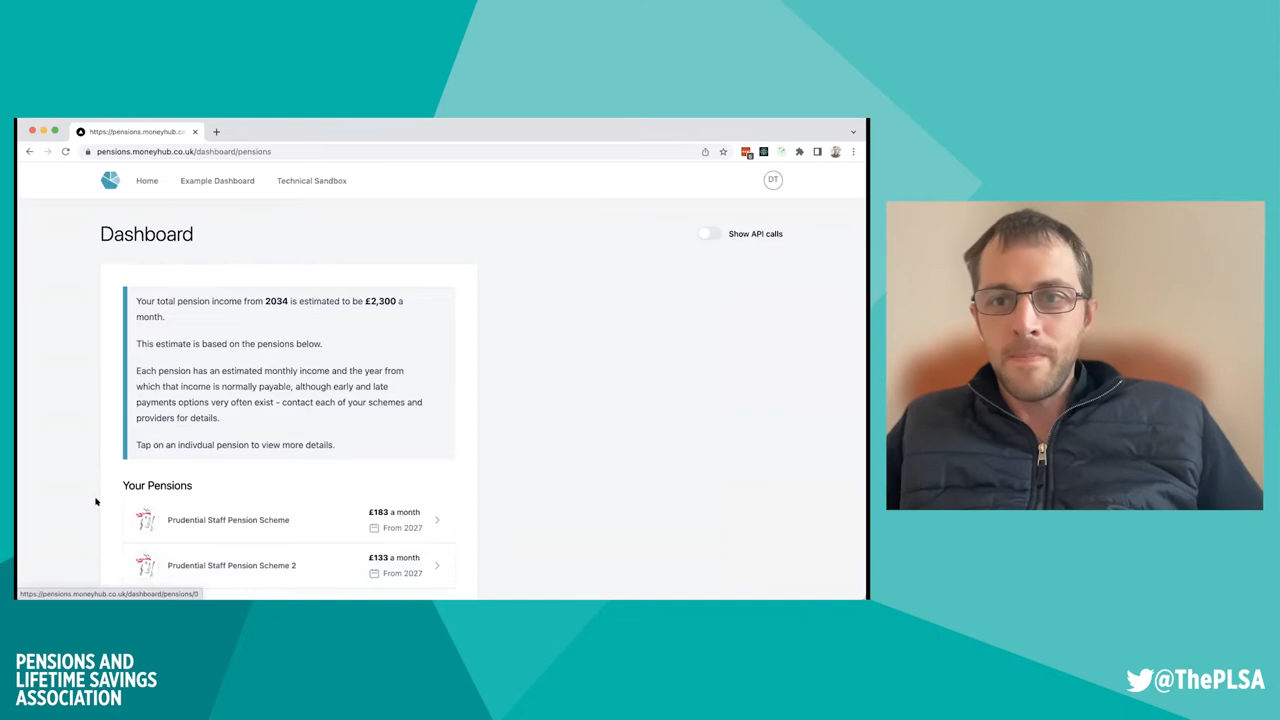 https://pensions.moneyhub.co
pensions.moneyhub.co.uk/dashboard/pensions
Home
Example Dashboard
Technical Sandbox
DT
Dashboard
Show API calls
Your total pension income from 2034 is estimated to be £2,300 a
month.
This estimate is based on the pensions below.
Each pension has an estimated monthly income and the year from
which that income is normally payable, although early and late
payments options very often exist - contact each of your schemes and
providers for details.
Tap on an indivdual pension to view more details.
Your Pensions
Prudential Staff Pension Scheme
£183 a month
From 2027
Prudential Staff Pension Scheme 2
£133 a month
From 2027
https://pensions.moneyhub.co.uk/dashboard/pensions/0
PENSIONS AND
LIFETIME SAVINGS
ASSOCIATION
@ThePLSA